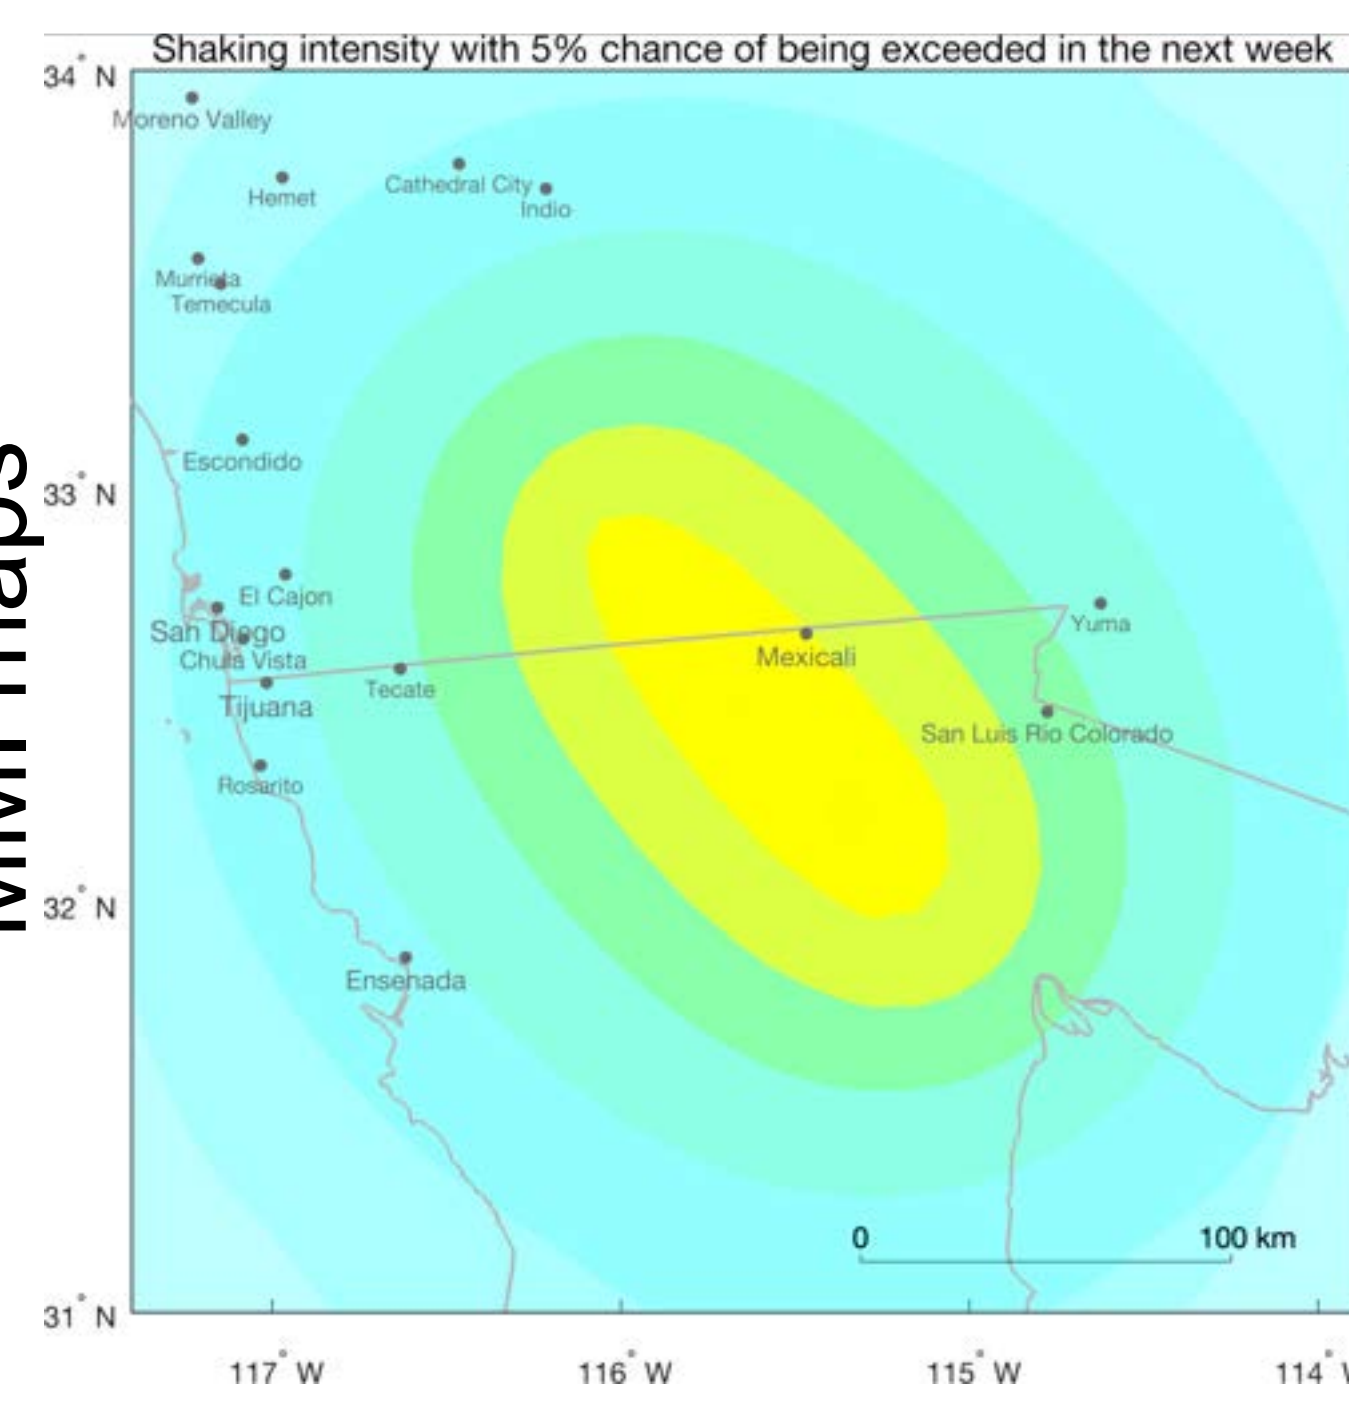 Shaking intensity with 5% chance of being exceeded in the next week
34° N
Moreno Valley
Hemet
Cathedral City
Indio
Murrieta
Temecula
33° N
Escondido
El Cajon
San Diego
Chula Vista
Tijuana
Tecate
Mexicali
Yuma
San Luis Rio Colorado
Rosarito
32° N
Ensenada
0
100 km
31° N
117° W
116° W
115° W
114° W
maps